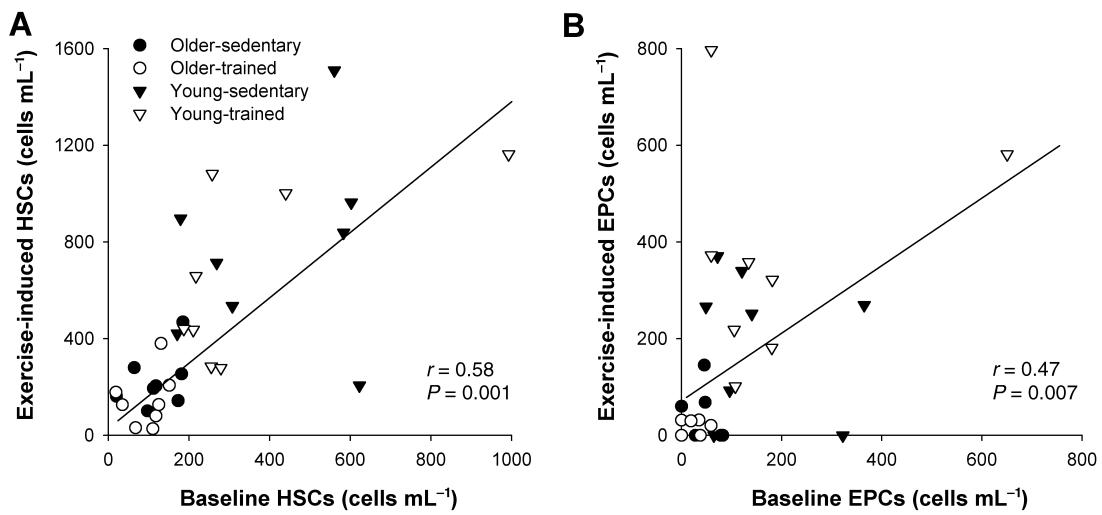 A
Exercise-induced HSCs (cells mL⁻¹)
1600
1200
800
400
0
Older-sedentary
Older-trained
Young-sedentary
Young-trained
r = 0.58
P = 0.001
0 200 400 600 800 1000
Baseline HSCs (cells mL⁻¹)
B
Exercise-induced EPCs (cells mL⁻¹)
800
600
400
200
0
r = 0.47
P = 0.007
0 200 400 600 800
Baseline EPCs (cells mL⁻¹)